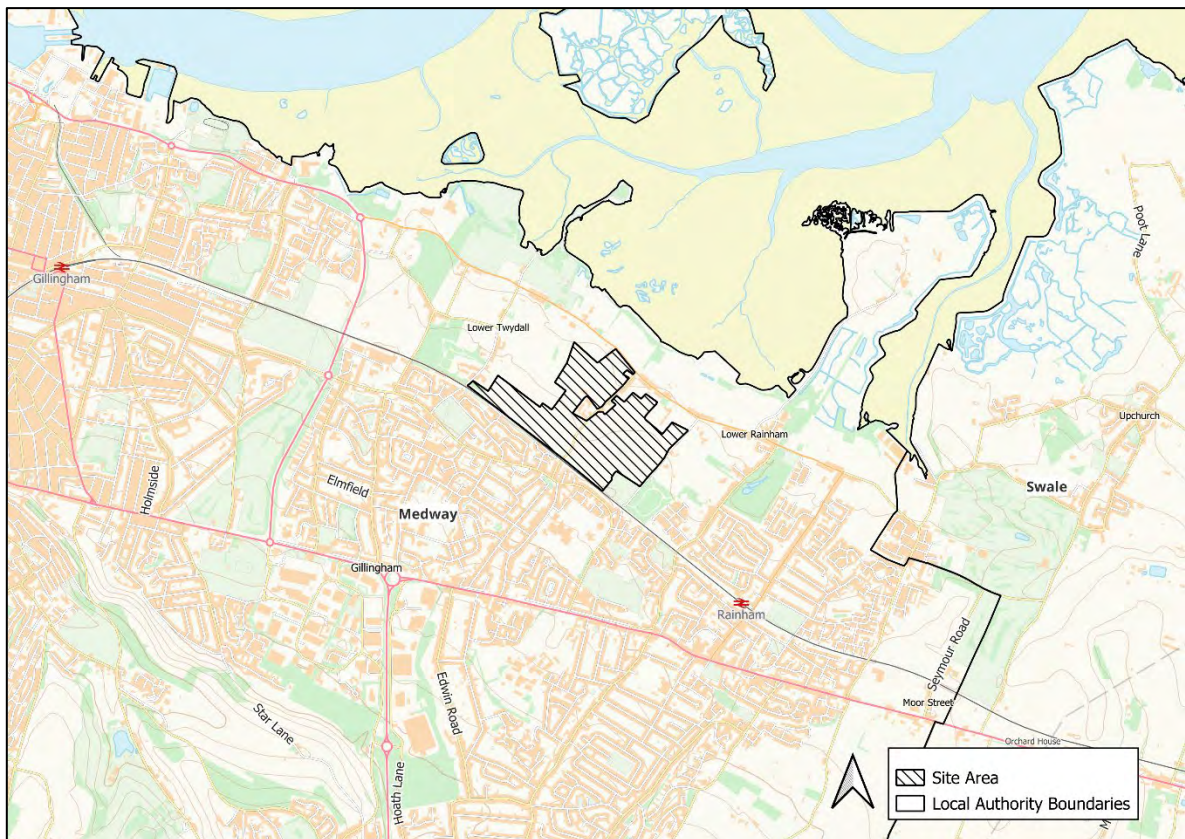 Poot Lane
Gillingham
Lower Twydall
Upchurch
Lower Rainham
Holmside
Elmfield
Swale
Medway
Gillingham
Rainham
Seymour Road
Edwin Road
Star Lane
Moor Street
Orchard House
Hoath Lane
Site Area
Local Authority Boundaries